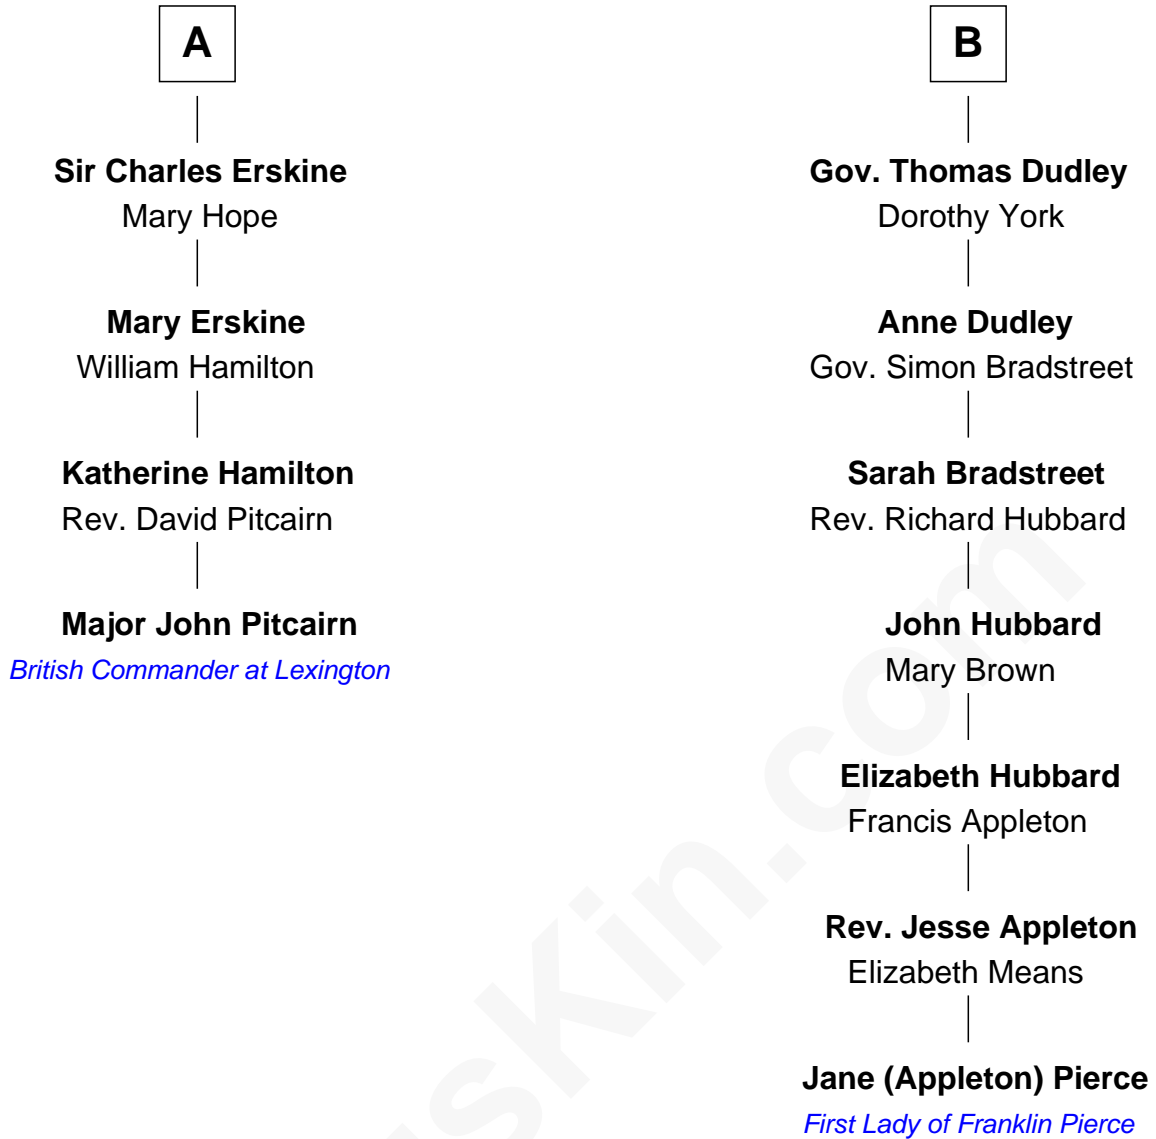 A
Sir Charles Erskine
Mary Hope
Mary Erskine
William Hamilton
Katherine Hamilton
Rev. David Pitcairn
Major John Pitcairn
British Commander at Lexington
B
Gov. Thomas Dudley
Dorothy York
Anne Dudley
Gov. Simon Bradstreet
Sarah Bradstreet
Rev. Richard Hubbard
John Hubbard
Mary Brown
Elizabeth Hubbard
Francis Appleton
Rev. Jesse Appleton
Elizabeth Means
Jane (Appleton) Pierce
First Lady of Franklin Pierce